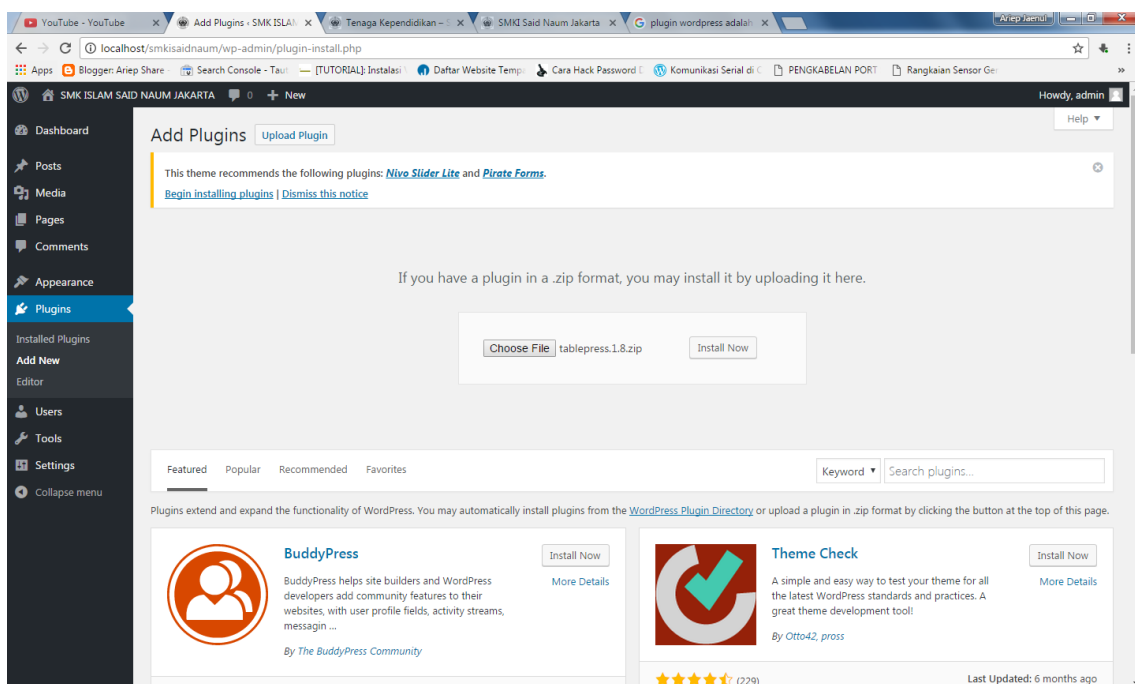 YouTube - YouTube
Add Plugins ‹ SMK ISLAM
Tenaga Kependidikan – S
SMKI Said Naum Jakarta
plugin wordpress adalah
Ariep Jaenul
localhost/smkisaidnaum/wp-admin/plugin-install.php
Apps
Blogger: Ariep Share -
Search Console - Taut
[TUTORIAL]: Instalasi
Daftar Website Temp
Cara Hack Password
Komunikasi Serial di
PENGKABELAN PORT
Rangkaian Sensor Ge
»
SMK ISLAM SAID NAUM JAKARTA
0
+ New
Howdy, admin
Dashboard
Posts
Media
Pages
Comments
Appearance
Plugins
Installed Plugins
Add New
Editor
Users
Tools
Settings
Collapse menu
Help ▼
Add Plugins
Upload Plugin
This theme recommends the following plugins: Nivo Slider Lite and Pirate Forms.
Begin installing plugins | Dismiss this notice
If you have a plugin in a .zip format, you may install it by uploading it here.
Choose File tablepress.1.8.zip
Install Now
Featured
Popular
Recommended
Favorites
Keyword ▼
Search plugins...
Plugins extend and expand the functionality of WordPress. You may automatically install plugins from the WordPress Plugin Directory or upload a plugin in .zip format by clicking the button at the top of this page.
BuddyPress
Install Now
More Details
BuddyPress helps site builders and WordPress
developers add community features to their
websites, with user profile fields, activity streams,
messagin ...
By The BuddyPress Community
Theme Check
Install Now
More Details
A simple and easy way to test your theme for all
the latest WordPress standards and practices. A
great theme development tool!
By Otto42, pross
(229)
Last Updated: 6 months ago